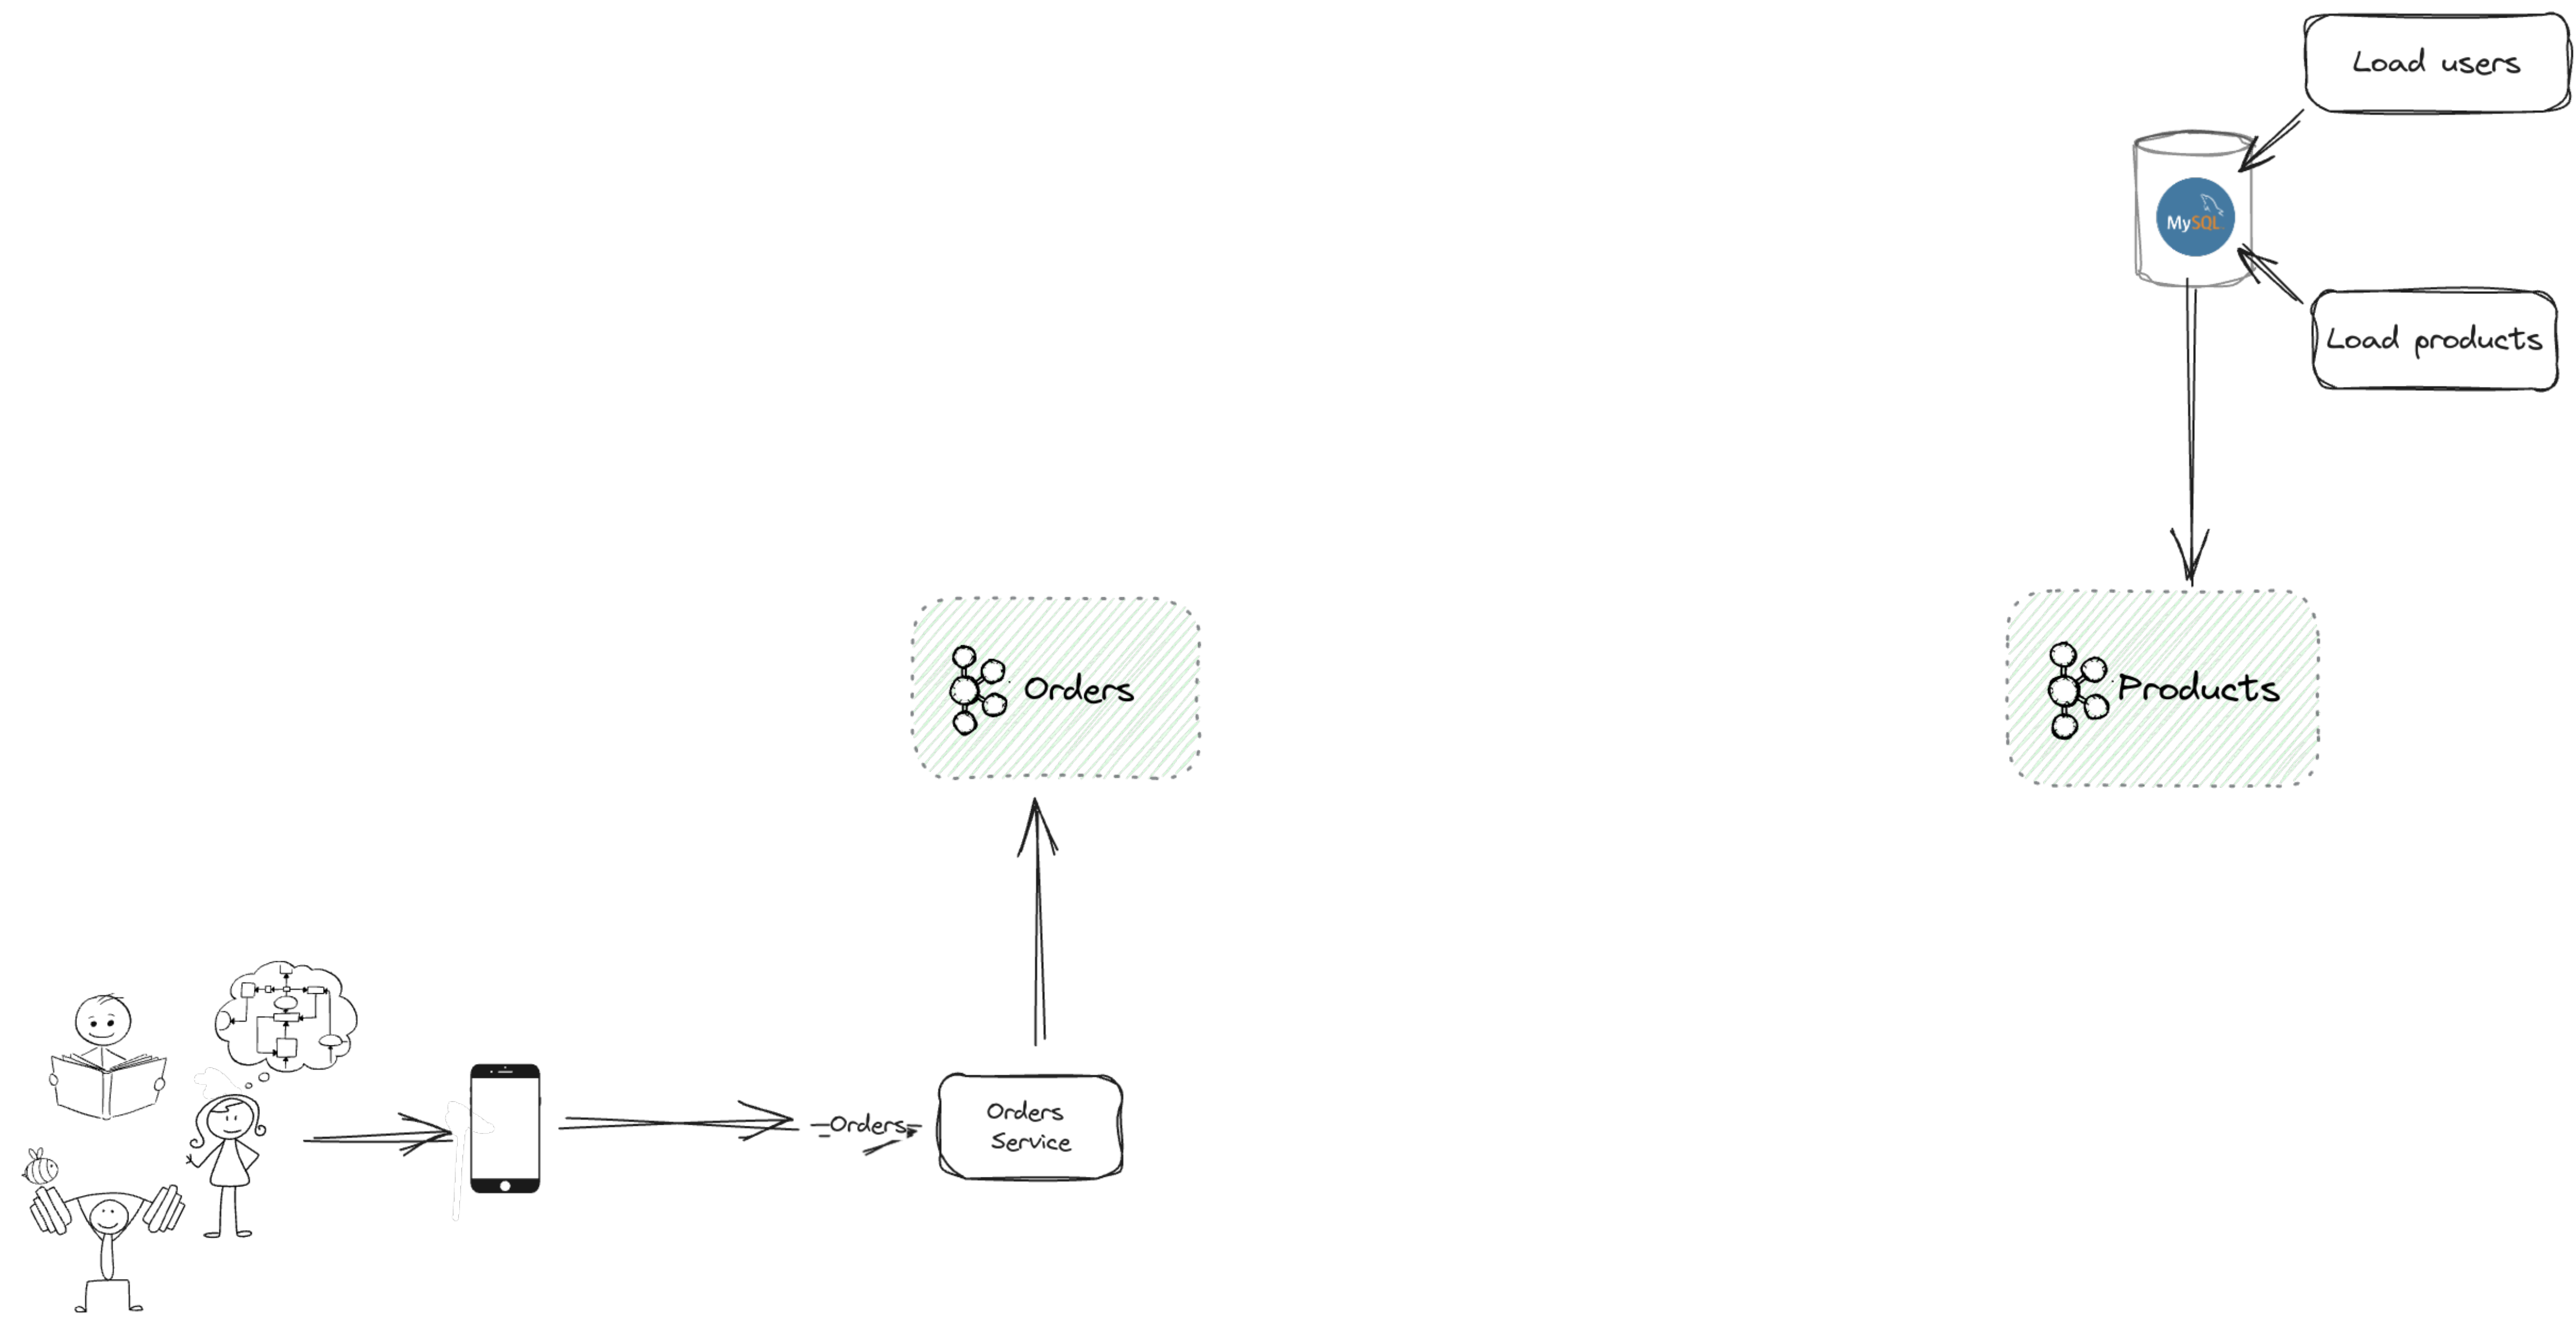 Load users
MySQL
Load products
Orders
Products
Orders
Orders
Service